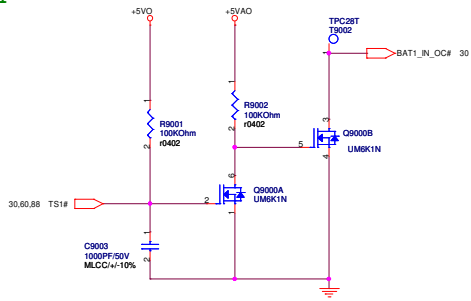 +5VO
+5VAO
TPC28T
T9002
1
BAT1_IN_OC# 30
1
R9001
100KOhm
r0402
2
1
R9002
100KOhm
r0402
2
3
5
Q9000B
UM6K1N
4
6
30,60,88 TS1#
2
Q9000A
UM6K1N
1
1
C9003
1000PF/50V
MLCC/+/-10%
2